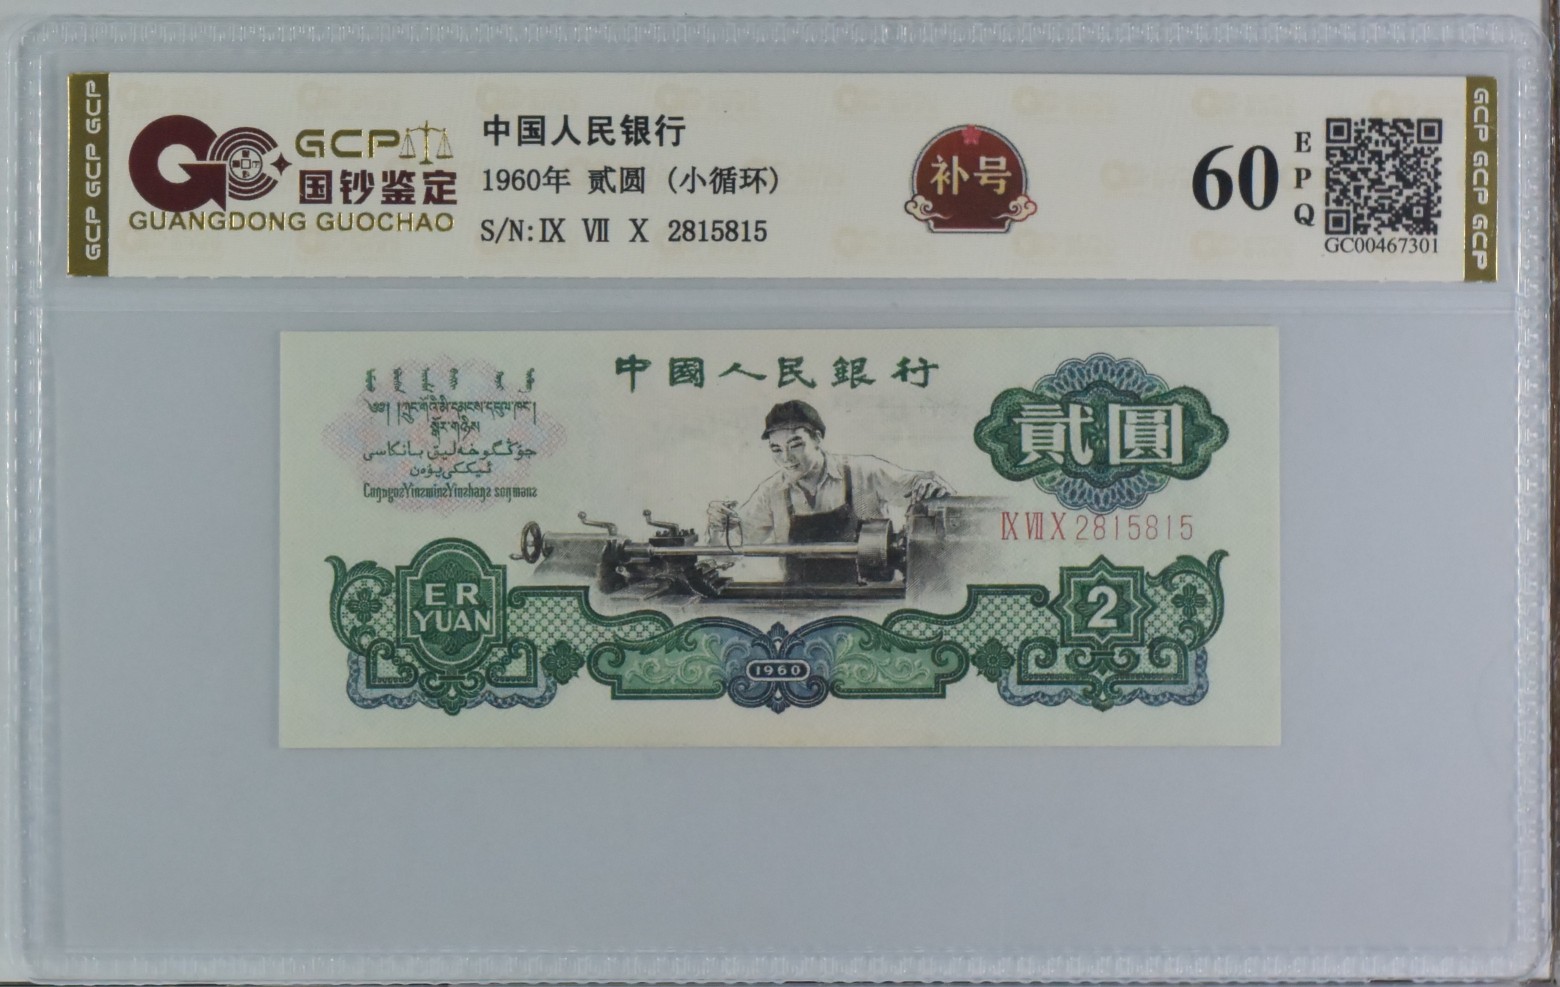 GCP GCP GCP
GCP
国钞鉴定
GUANGDONG GUOCHAO
中国人民银行
1960年 贰圆 (小循环)
S/N:IX VII X 2815815
补号
60
EPQ
GC00467301
GCP GCP GCP
中國人民銀行
貳圓
IX VII X 2815815
ER
YUAN
1960
2